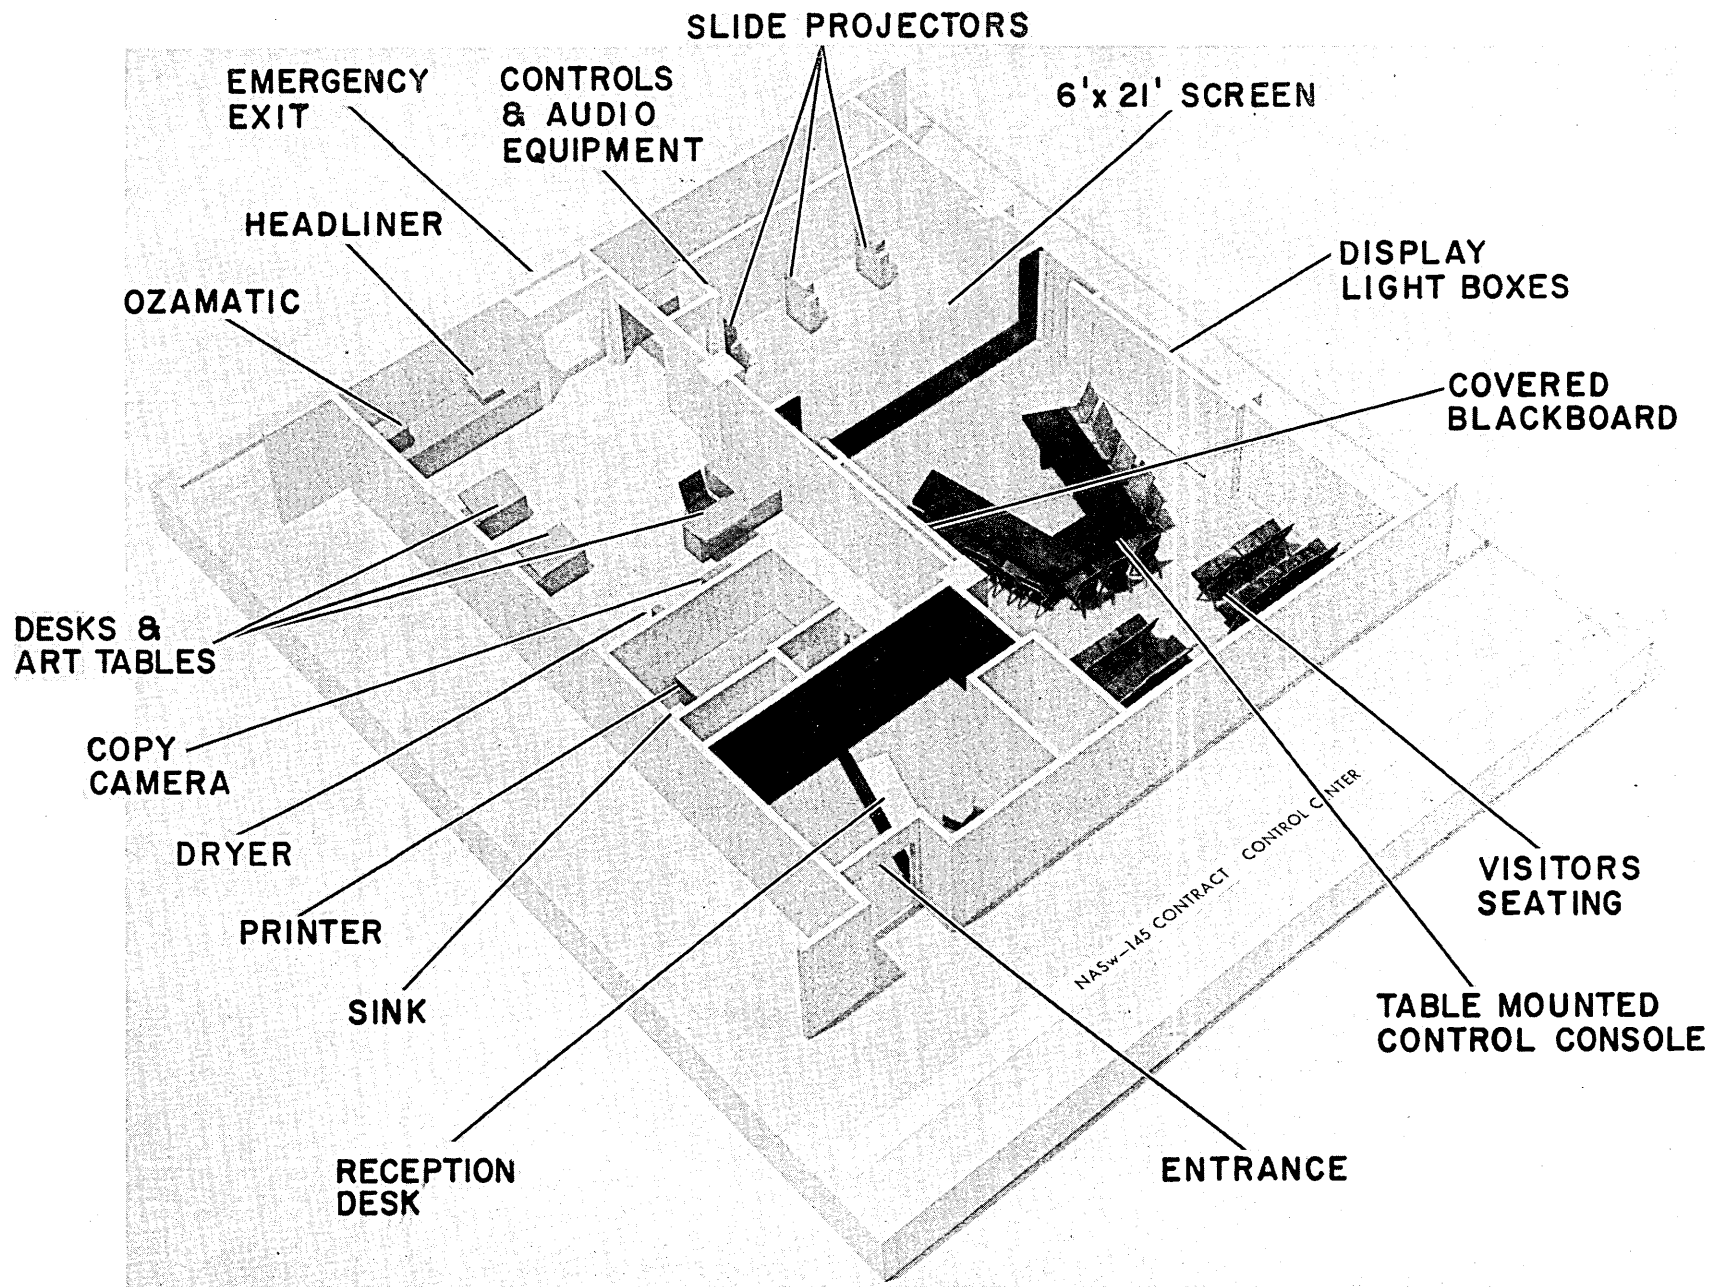 SLIDE PROJECTORS
EMERGENCY
EXIT
CONTROLS
& AUDIO
EQUIPMENT
6'x 21' SCREEN
HEADLINER
DISPLAY
LIGHT BOXES
OZAMATIC
COVERED
BLACKBOARD
DESKS &
ART TABLES
COPY
CAMERA
DRYER
PRINTER
SINK
RECEPTION
DESK
NASw-145 CONTRACT CONTROL CENTER
VISITORS
SEATING
TABLE MOUNTED
CONTROL CONSOLE
ENTRANCE